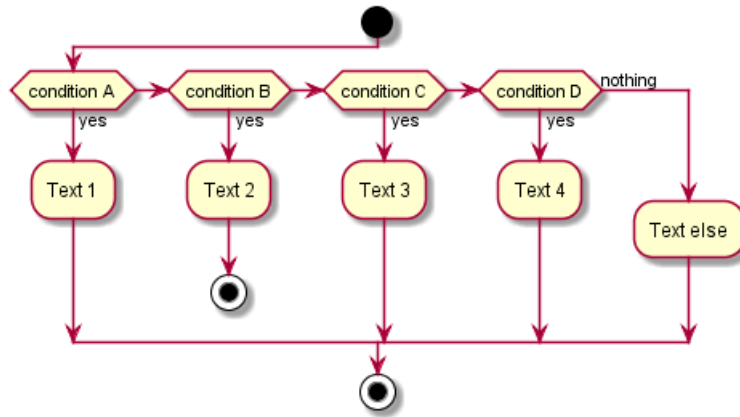 condition A
condition B
condition C
condition D
nothing
yes
yes
yes
yes
Text 1
Text 2
Text 3
Text 4
Text else